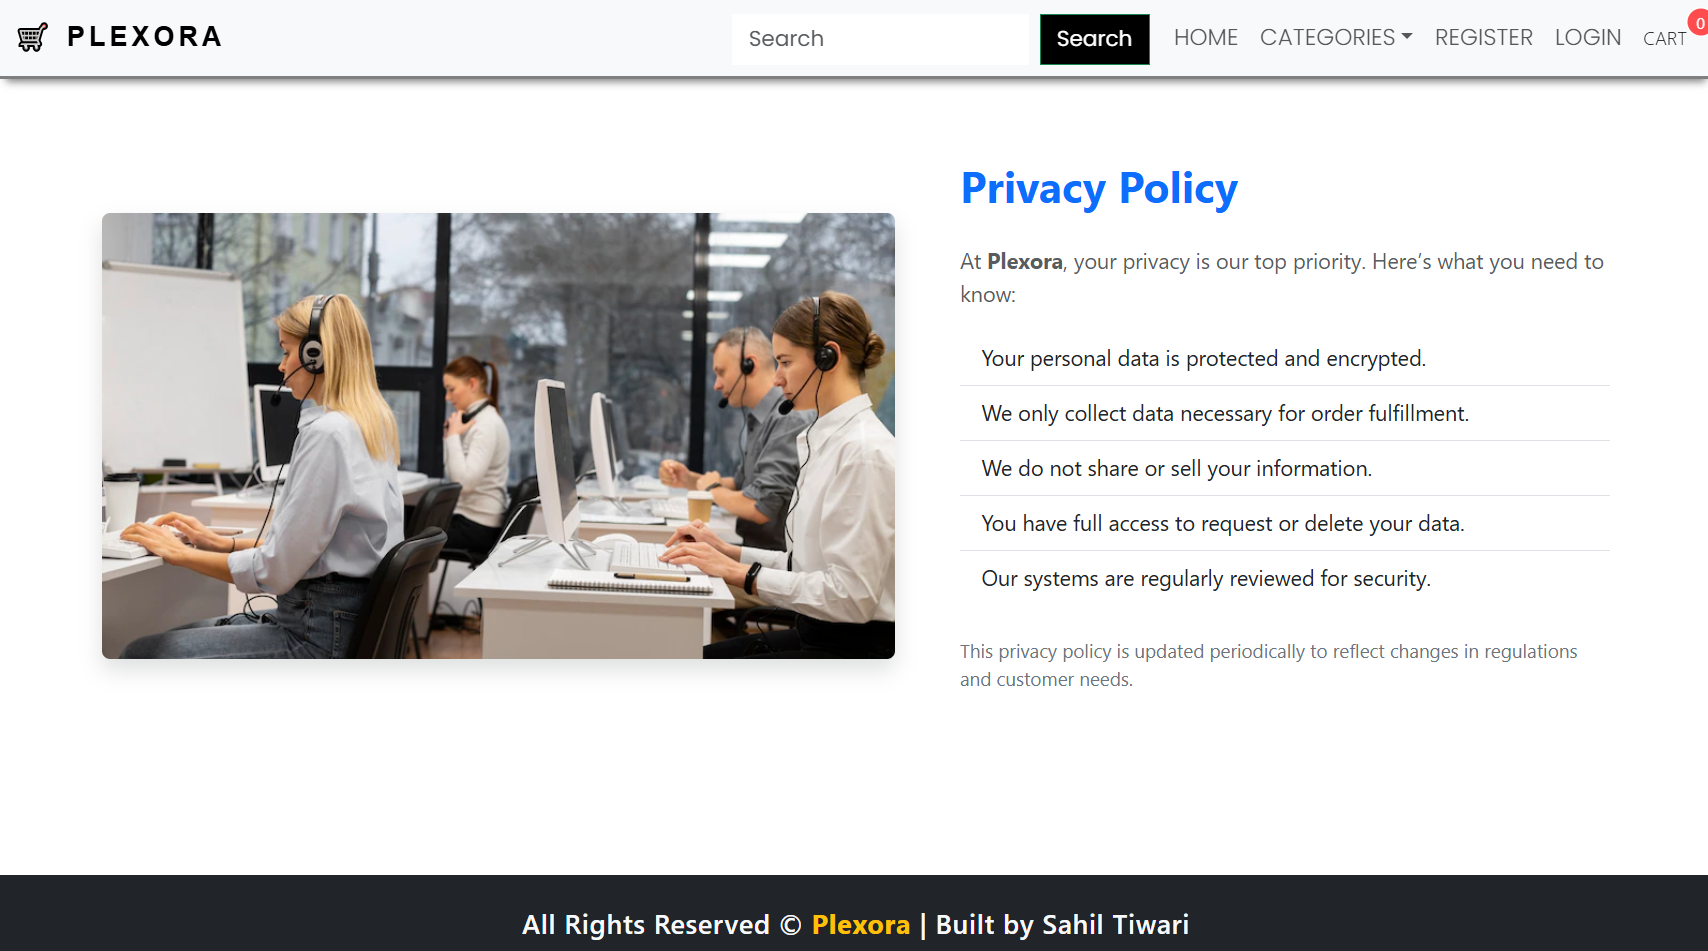 PLEXORA
Search
Search
HOME
CATEGORIES
REGISTER
LOGIN
CART
0
Privacy Policy
At Plexora, your privacy is our top priority. Here’s what you need to
know:
Your personal data is protected and encrypted.
We only collect data necessary for order fulfillment.
We do not share or sell your information.
You have full access to request or delete your data.
Our systems are regularly reviewed for security.
This privacy policy is updated periodically to reflect changes in regulations
and customer needs.
All Rights Reserved © Plexora | Built by Sahil Tiwari